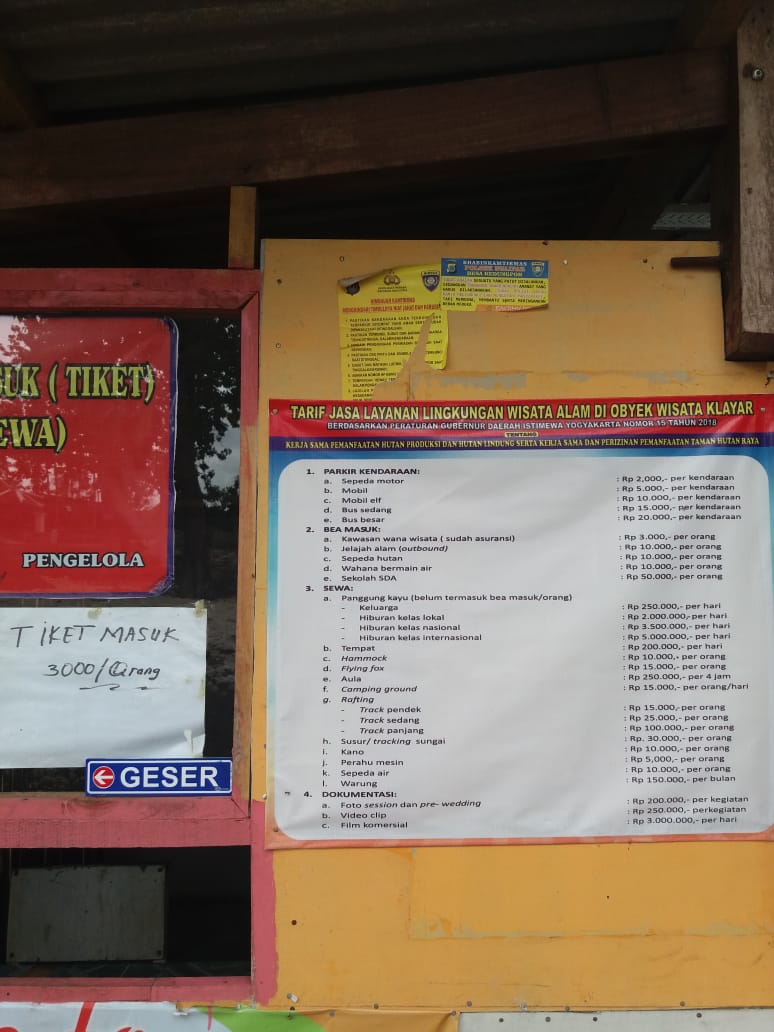 SUK ( TIKET)
EWA)
PENGELOLA
TIKET MASUK
3000/Orang
GESER
HIMBAUAN KAMTIBMAS
BHABINKAMTIBMAS
POLSEK NGLIPAR
DESA KEDUNGPOH
TARIF JASA LAYANAN LINGKUNGAN WISATA ALAM DI OBYEK WISATA KLAYAR
BERDASARKAN PERATURAN GUBERNUR DAERAH ISTIMEWA YOGYAKARTA NOMOR 15 TAHUN 2018
TENTANG
KERJA SAMA PEMANFAATAN HUTAN PRODUKSI DAN HUTAN LINDUNG SERTA KERJA SAMA DAN PERIZINAN PEMANFAATAN TAMAN HUTAN RAYA
1. PARKIR KENDARAAN:
a. Sepeda motor : Rp 2,000,- per kendaraan
b. Mobil : Rp 5.000,- per kendaraan
c. Mobil elf : Rp 10.000,- per kendaraan
d. Bus sedang : Rp 15.000,- per kendaraan
e. Bus besar : Rp 20.000,- per kendaraan
2. BEA MASUK:
a. Kawasan wana wisata ( sudah asuransi) : Rp 3.000,- per orang
b. Jelajah alam (outbound) : Rp 10.000,- per orang
c. Sepeda hutan : Rp 10.000,- per orang
d. Wahana bermain air : Rp 10.000,- per orang
e. Sekolah SDA : Rp 50.000,- per orang
3. SEWA:
a. Panggung kayu (belum termasuk bea masuk/orang)
- Keluarga : Rp 250.000,- per hari
- Hiburan kelas lokal : Rp 2.000.000,- per hari
- Hiburan kelas nasional : Rp 3.500.000,- per hari
- Hiburan kelas internasional : Rp 5.000.000,- per hari
b. Tempat : Rp 200.000,- per hari
c. Hammock : Rp 10.000,- per orang
d. Flying fox : Rp 15.000,- per orang
e. Aula : Rp 250.000,- per 4 jam
f. Camping ground : Rp 15.000,- per orang/hari
g. Rafting
- Track pendek : Rp 15.000,- per orang
- Track sedang : Rp 25.000,- per orang
- Track panjang : Rp 100.000,- per orang
h. Susur/ tracking sungai : Rp. 30.000,- per orang
i. Kano : Rp 10.000,- per orang
j. Perahu mesin : Rp 5,000,- per orang
k. Sepeda air : Rp 10.000,- per orang
l. Warung : Rp 150.000,- per bulan
4. DOKUMENTASI:
a. Foto session dan pre- wedding : Rp 200.000,- per kegiatan
b. Video clip : Rp 250.000,- perkegiatan
c. Film komersial : Rp 3.000.000,- per hari